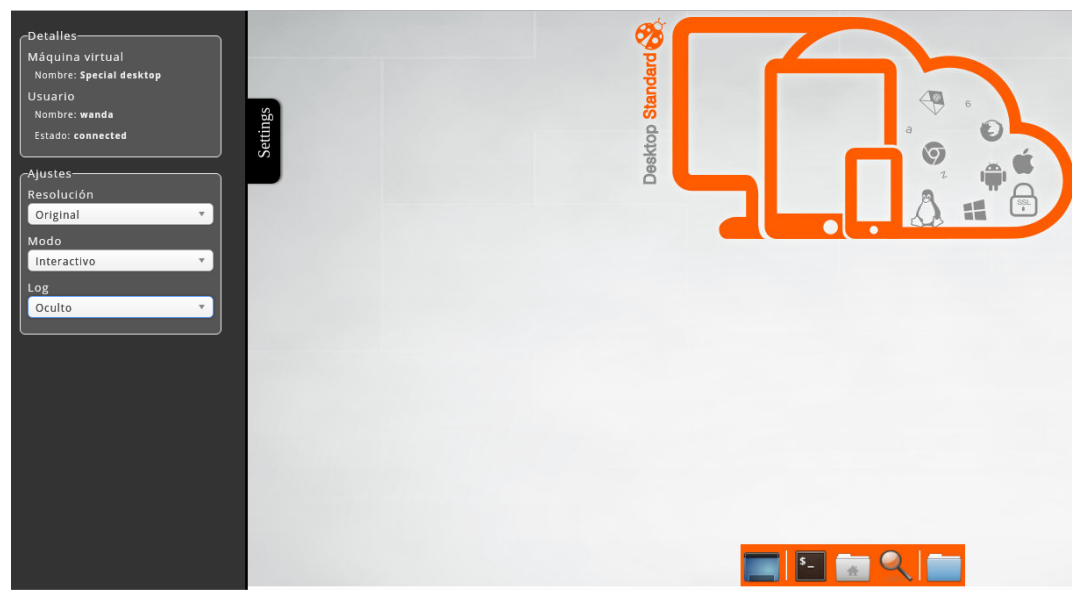 Detalles
Máquina virtual
Nombre: Special desktop
Usuario
Nombre: wanda
Estado: connected
Ajustes
Resolución
Original
Modo
Interactivo
Log
Oculto
Settings
Desktop Standard
6
a
z
SSL
$_